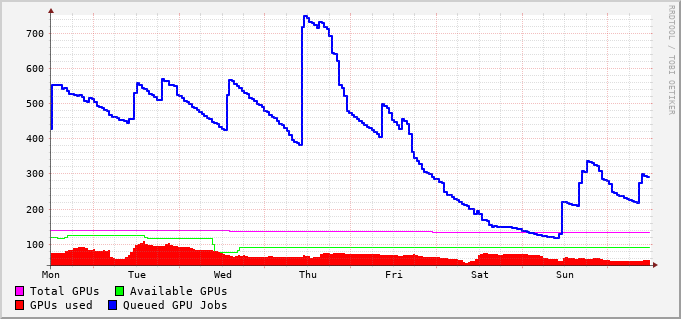 700
600
500
400
300
200
100
Mon Tue Wed Thu Fri Sat Sun
Total GPUs Available GPUs
GPUs used Queued GPU Jobs
RRDTOOL / TOBI OETIKER